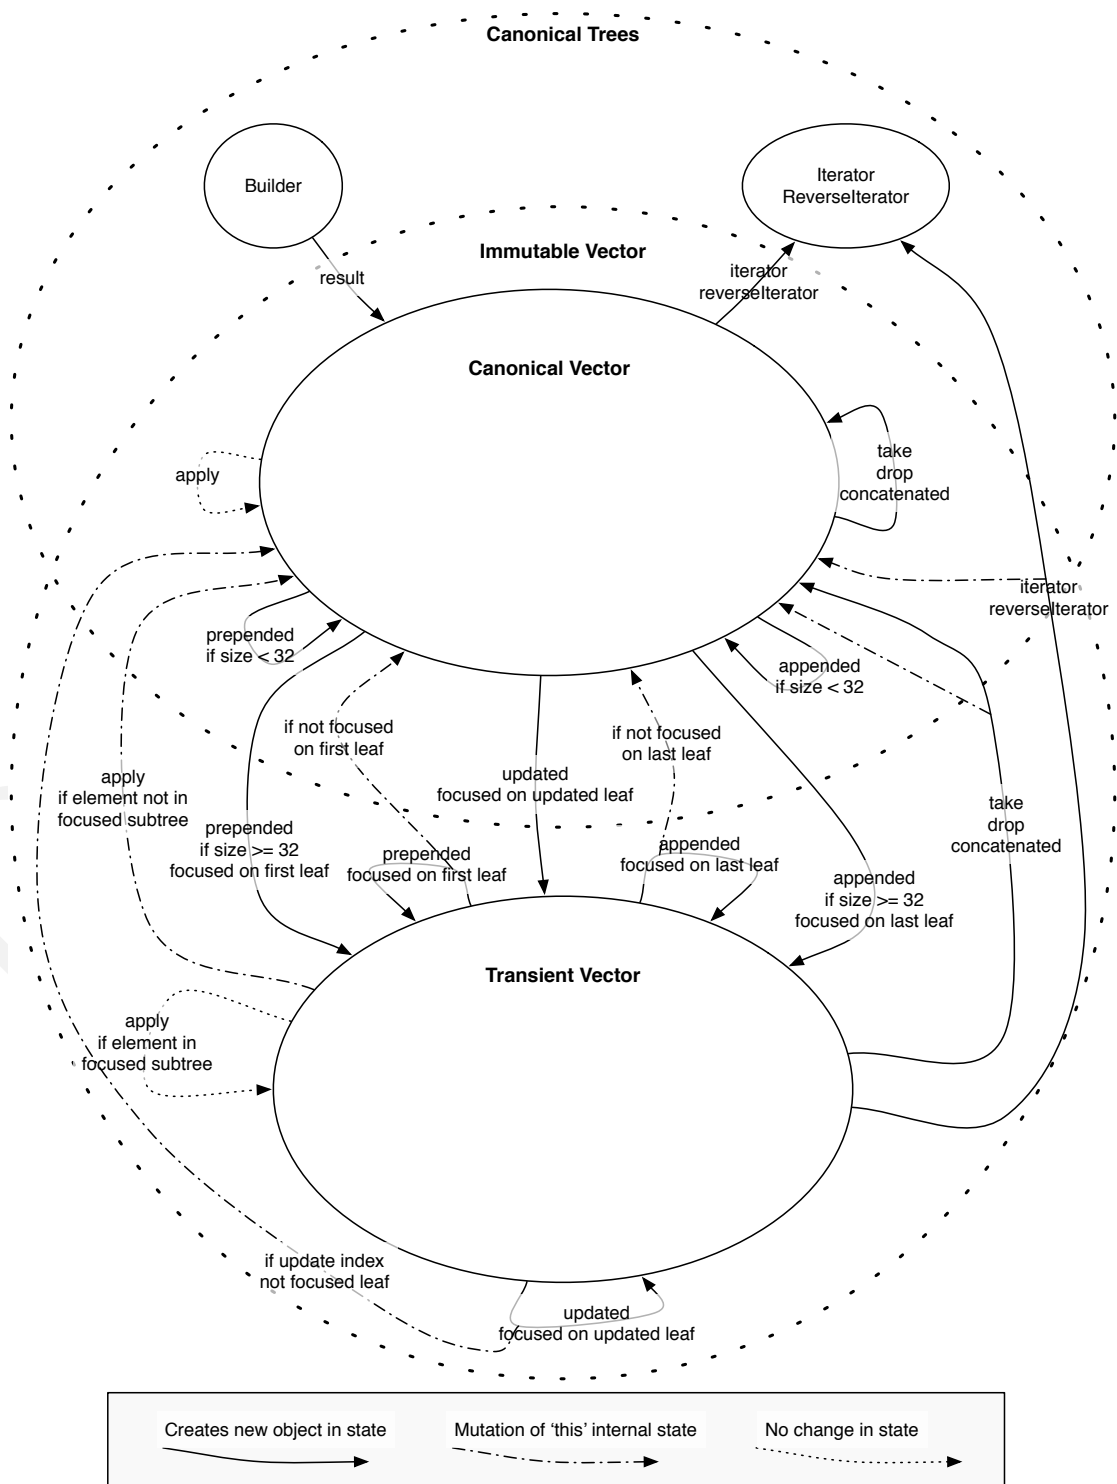 Canonical Trees
Builder
Iterator
ReverseIterator
Immutable Vector
result
iterator
reverseIterator
Canonical Vector
apply
take
drop
concatenated
iterator
reverseIterator
prepended
if size < 32
appended
if size < 32
if not focused
on first leaf
if not focused
on last leaf
updated
focused on updated leaf
apply
if element not in
focused subtree
prepended
if size >= 32
focused on first leaf
prepended
focused on first leaf
appended
focused on last leaf
take
drop
concatenated
appended
if size >= 32
focused on last leaf
Transient Vector
apply
if element in
focused subtree
if update index
not focused leaf
updated
focused on updated leaf
Creates new object in state
Mutation of ‘this’ internal state
No change in state